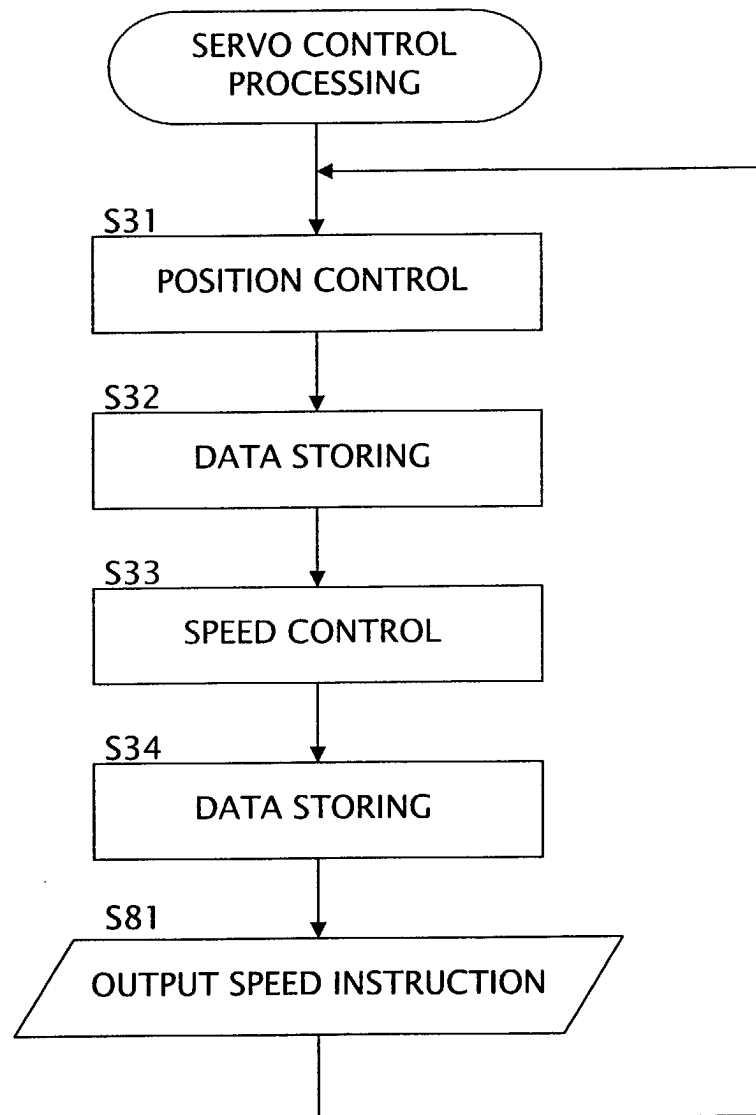 SERVO CONTROL
PROCESSING
S31
POSITION CONTROL
S32
DATA STORING
S33
SPEED CONTROL
S34
DATA STORING
S81
OUTPUT SPEED INSTRUCTION